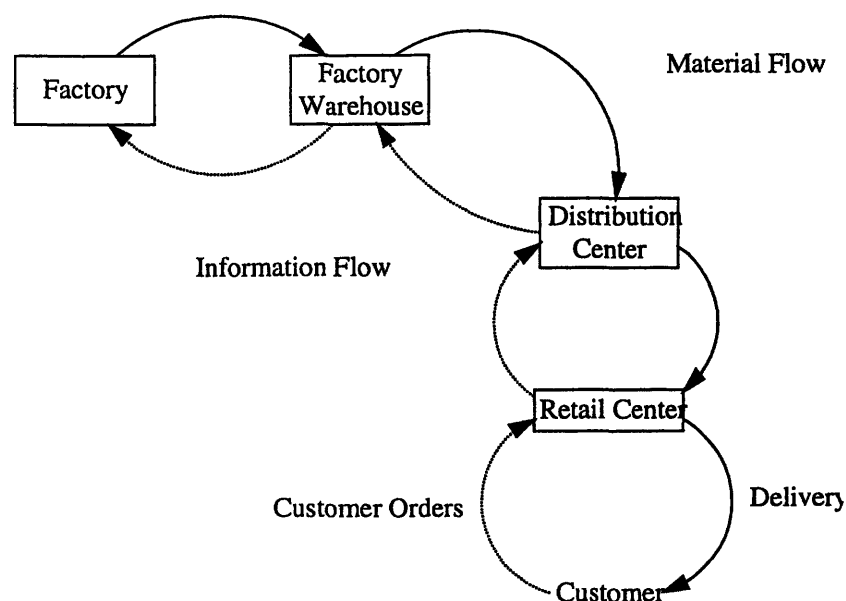 Factory
Factory
Warehouse
Material Flow
Distribution
Center
Information Flow
Retail Center
Customer Orders
Delivery
Customer